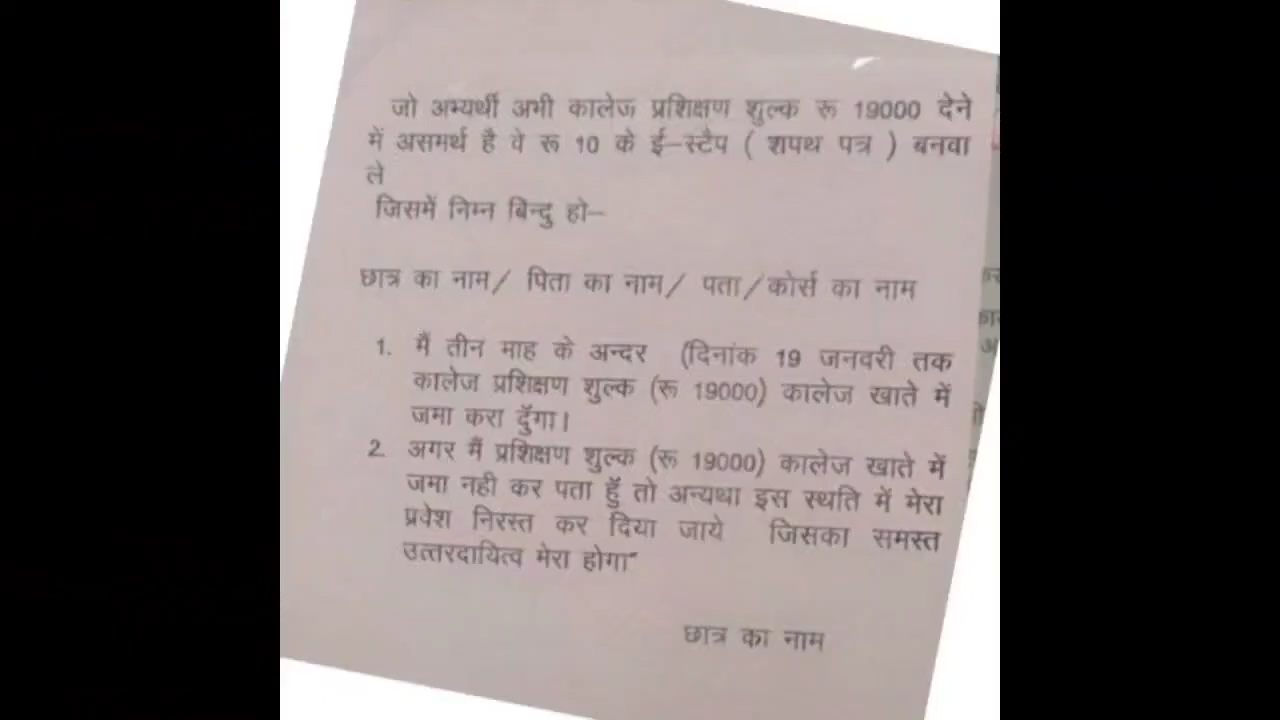 जो अभ्यर्थी अभी कालेज प्रशिक्षण शुल्क रू 19000 देने
में असमर्थ है वे रू 10 के ई–स्टैप ( शपथ पत्र ) बनवा
ले
जिसमें निम्न बिन्दु हो–
छात्र का नाम/ पिता का नाम/ पता/कोर्स का नाम
1. मैं तीन माह के अन्दर (दिनांक 19 जनवरी तक
कालेज प्रशिक्षण शुल्क (रू 19000) कालेज खाते में
जमा करा दुँगा।
2. अगर मैं प्रशिक्षण शुल्क (रू 19000) कालेज खाते में
जमा नही कर पता हुँ तो अन्यथा इस स्थति में मेरा
प्रवेश निरस्त कर दिया जाये जिसका समस्त
उत्तरदायित्व मेरा होगा"
छात्र का नाम